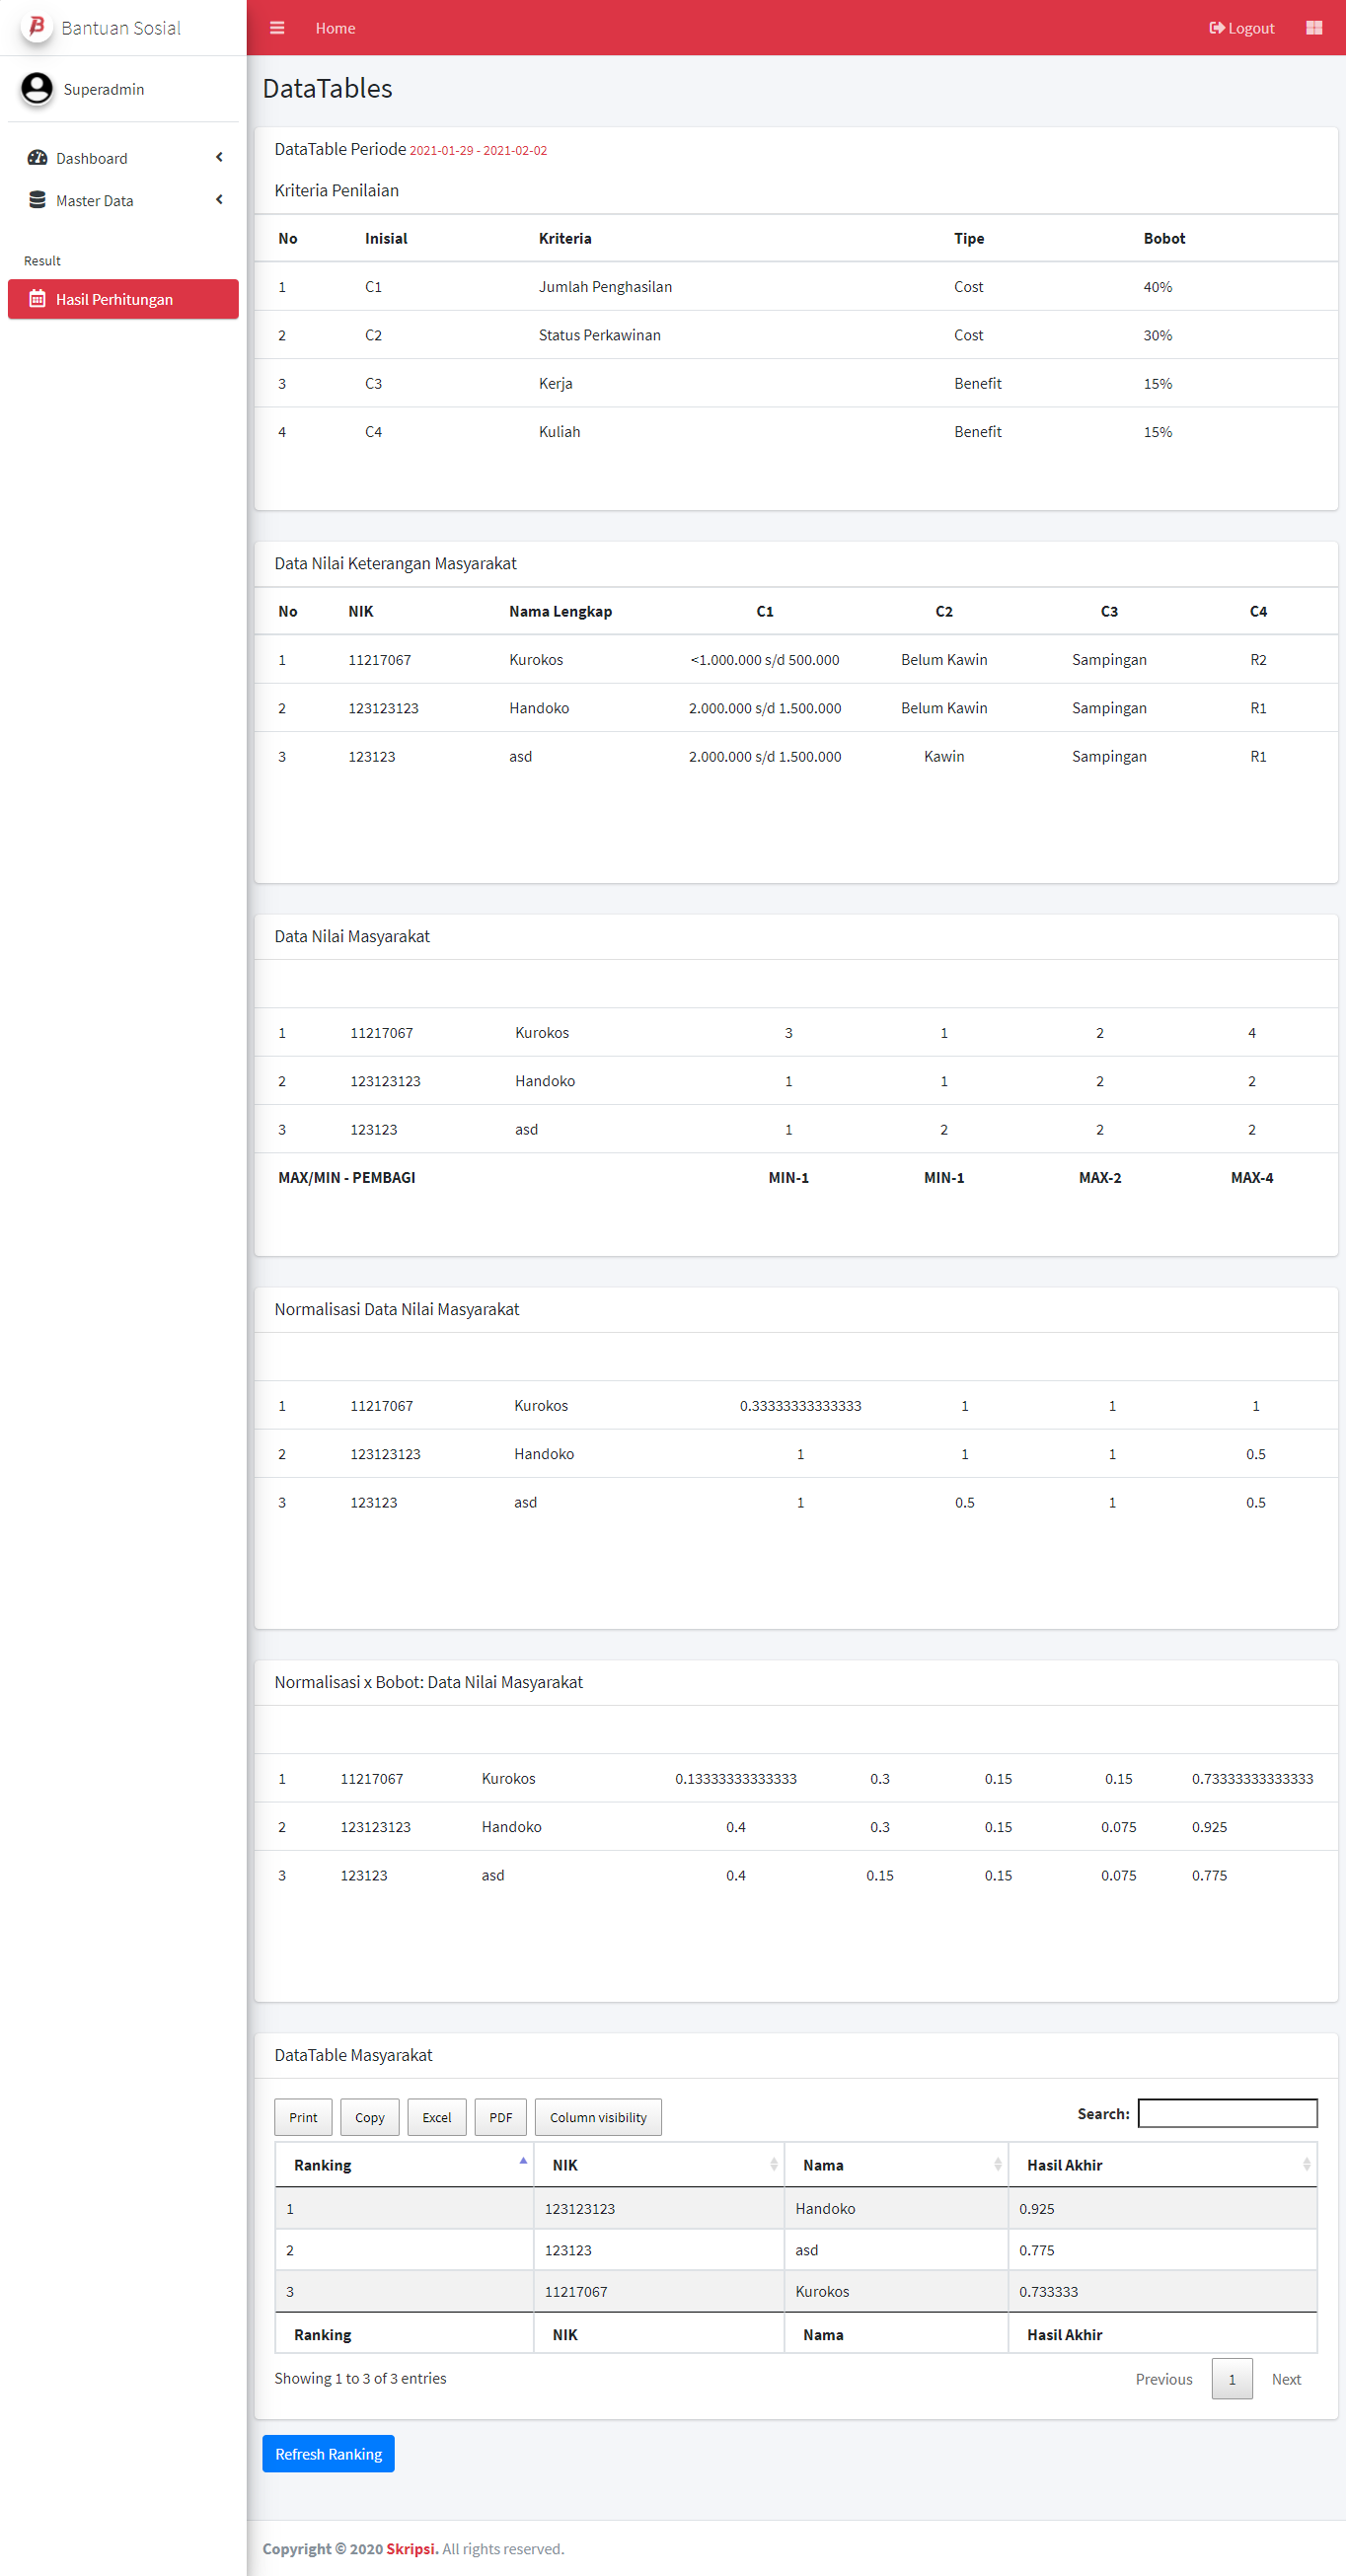 Bantuan Sosial
Home
Logout
Superadmin
Dashboard
Master Data
Result
Hasil Perhitungan
DataTables
DataTable Periode 2021-01-29 - 2021-02-02
Kriteria Penilaian
No Inisial Kriteria Tipe Bobot
1 C1 Jumlah Penghasilan Cost 40%
2 C2 Status Perkawinan Cost 30%
3 C3 Kerja Benefit 15%
4 C4 Kuliah Benefit 15%
Data Nilai Keterangan Masyarakat
No NIK Nama Lengkap C1 C2 C3 C4
1 11217067 Kurokos <1.000.000 s/d 500.000 Belum Kawin Sampingan R2
2 123123123 Handoko 2.000.000 s/d 1.500.000 Belum Kawin Sampingan R1
3 123123 asd 2.000.000 s/d 1.500.000 Kawin Sampingan R1
Data Nilai Masyarakat
1 11217067 Kurokos 3 1 2 4
2 123123123 Handoko 1 1 2 2
3 123123 asd 1 2 2 2
MAX/MIN - PEMBAGI MIN-1 MIN-1 MAX-2 MAX-4
Normalisasi Data Nilai Masyarakat
1 11217067 Kurokos 0.33333333333333 1 1 1
2 123123123 Handoko 1 1 1 0.5
3 123123 asd 1 0.5 1 0.5
Normalisasi x Bobot: Data Nilai Masyarakat
1 11217067 Kurokos 0.13333333333333 0.3 0.15 0.15 0.73333333333333
2 123123123 Handoko 0.4 0.3 0.15 0.075 0.925
3 123123 asd 0.4 0.15 0.15 0.075 0.775
DataTable Masyarakat
Print Copy Excel PDF Column visibility Search:
Ranking NIK Nama Hasil Akhir
1 123123123 Handoko 0.925
2 123123 asd 0.775
3 11217067 Kurokos 0.733333
Ranking NIK Nama Hasil Akhir
Showing 1 to 3 of 3 entries Previous 1 Next
Refresh Ranking
Copyright © 2020 Skripsi. All rights reserved.